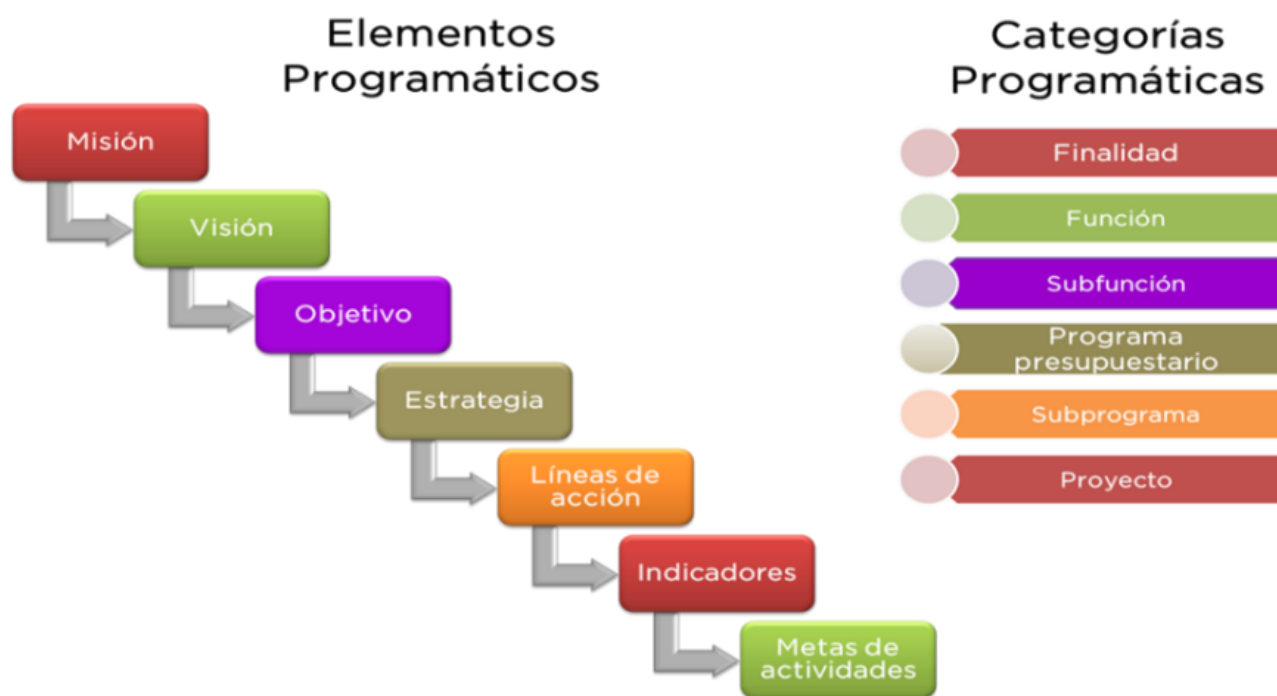 Elementos
Programáticos
Misión
Visión
Objetivo
Estrategia
Líneas de
acción
Indicadores
Metas de
actividades
Categorías
Programáticas
Finalidad
Función
Subfunción
Programa
presupuestario
Subprograma
Proyecto